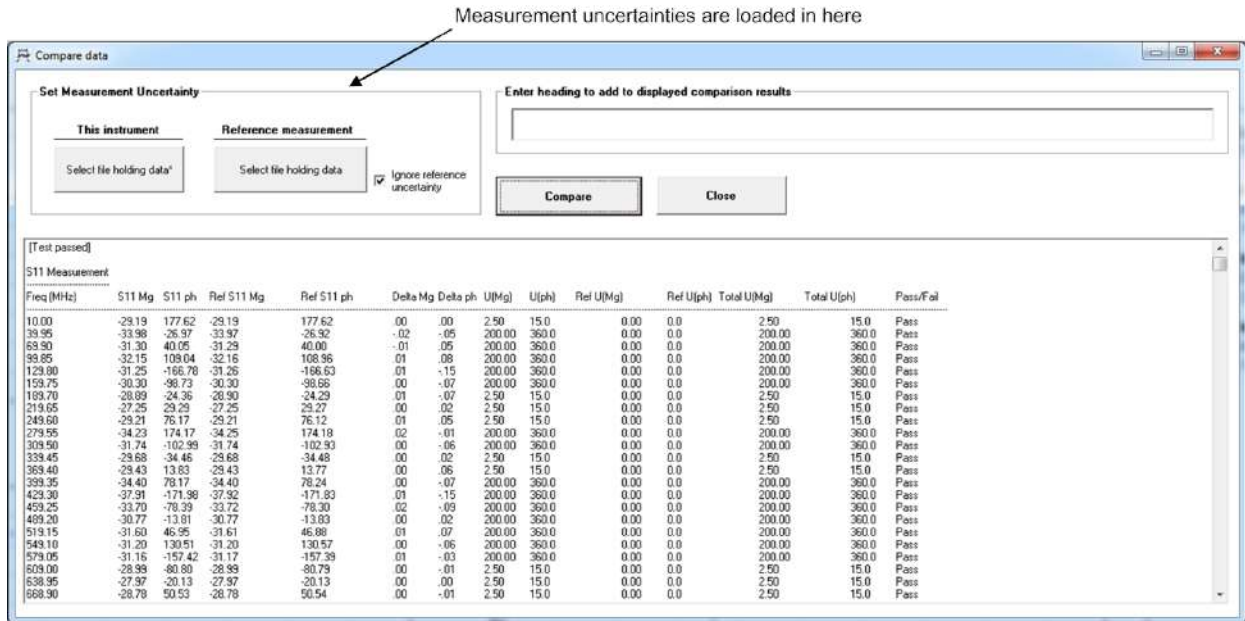 Measurement uncertainties are loaded in here
Compare data
Set Measurement Uncertainty
This instrument Reference measurement
Select file holding data* Select file holding data
Ignore reference
uncertainty
Enter heading to add to displayed comparison results
Compare Close
[Test passed]
S11 Measurement
Freq (MHz) S11 Mg S11 ph Ref S11 Mg Ref S11 ph Delta Mg Delta ph U(Mg) U(ph) Ref U(Mg) Ref U(ph) Total U(Mg) Total U(ph) Pass/Fail
10.00 -29.19 177.62 -29.19 177.62 .00 .00 2.50 15.0 0.00 0.0 2.50 15.0 Pass
39.95 -33.98 -26.97 -33.97 -26.92 -.02 -.05 200.00 360.0 0.00 0.0 200.00 360.0 Pass
69.90 -31.30 40.05 -31.29 40.00 -.01 .05 200.00 360.0 0.00 0.0 200.00 360.0 Pass
99.85 -32.15 109.04 -32.16 108.96 .01 .08 200.00 360.0 0.00 0.0 200.00 360.0 Pass
129.80 -31.25 -166.78 -31.26 -166.63 .01 -.15 200.00 360.0 0.00 0.0 200.00 360.0 Pass
159.75 -30.30 -98.73 -30.30 -98.66 .00 -.07 200.00 360.0 0.00 0.0 200.00 360.0 Pass
189.70 -28.89 -24.36 -28.90 -24.29 .01 -.07 2.50 15.0 0.00 0.0 2.50 15.0 Pass
219.65 -27.25 29.29 -27.25 29.27 .00 .02 2.50 15.0 0.00 0.0 2.50 15.0 Pass
249.60 -29.21 76.17 -29.21 76.12 .01 .05 2.50 15.0 0.00 0.0 2.50 15.0 Pass
279.55 -34.23 174.17 -34.25 174.18 .02 -.01 200.00 360.0 0.00 0.0 200.00 360.0 Pass
309.50 -31.74 -102.99 -31.74 -102.93 .00 -.06 200.00 360.0 0.00 0.0 200.00 360.0 Pass
339.45 -29.68 -34.46 -29.68 -34.48 .00 .02 2.50 15.0 0.00 0.0 2.50 15.0 Pass
369.40 -29.43 13.83 -29.43 13.77 .00 .06 2.50 15.0 0.00 0.0 2.50 15.0 Pass
399.35 -34.40 78.17 -34.40 78.24 .00 -.07 200.00 360.0 0.00 0.0 200.00 360.0 Pass
429.30 -37.91 -171.98 -37.92 -171.83 .01 -.15 200.00 360.0 0.00 0.0 200.00 360.0 Pass
459.25 -33.70 -78.39 -33.72 -78.30 .02 -.09 200.00 360.0 0.00 0.0 200.00 360.0 Pass
489.20 -30.77 -13.81 -30.77 -13.83 .00 .02 200.00 360.0 0.00 0.0 200.00 360.0 Pass
519.15 -31.60 46.95 -31.61 46.88 .01 .07 200.00 360.0 0.00 0.0 200.00 360.0 Pass
549.10 -31.20 130.51 -31.20 130.57 .00 -.06 200.00 360.0 0.00 0.0 200.00 360.0 Pass
579.05 -31.16 -157.42 -31.17 -157.39 .01 -.03 200.00 360.0 0.00 0.0 200.00 360.0 Pass
609.00 -28.99 -80.80 -28.99 -80.79 .00 -.01 2.50 15.0 0.00 0.0 2.50 15.0 Pass
638.95 -27.97 -20.13 -27.97 -20.13 .00 .00 2.50 15.0 0.00 0.0 2.50 15.0 Pass
668.90 -28.78 50.53 -28.78 50.54 .00 -.01 2.50 15.0 0.00 0.0 2.50 15.0 Pass